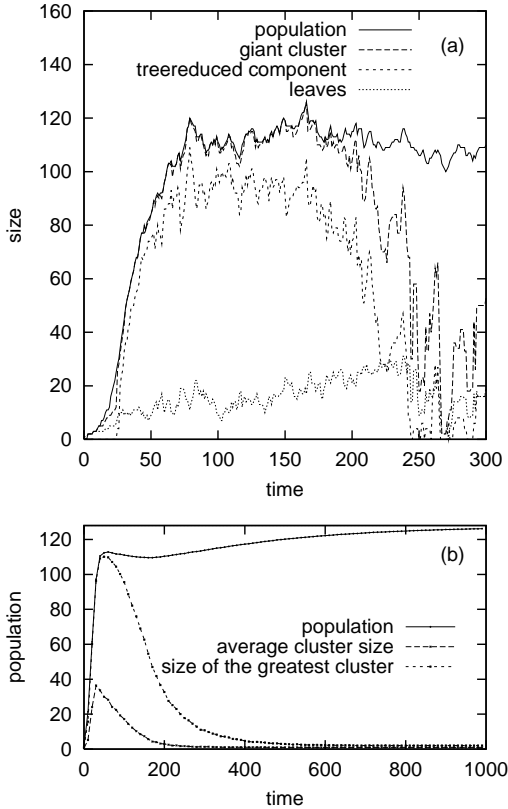 160
140
120
100
80
60
40
20
0
size
population
giant cluster
treereduced component
leaves
(a)
0 50 100 150 200 250 300
time
120
100
80
60
40
20
0
population
(b)
population
average cluster size
size of the greatest cluster
0 200 400 600 800 1000
time